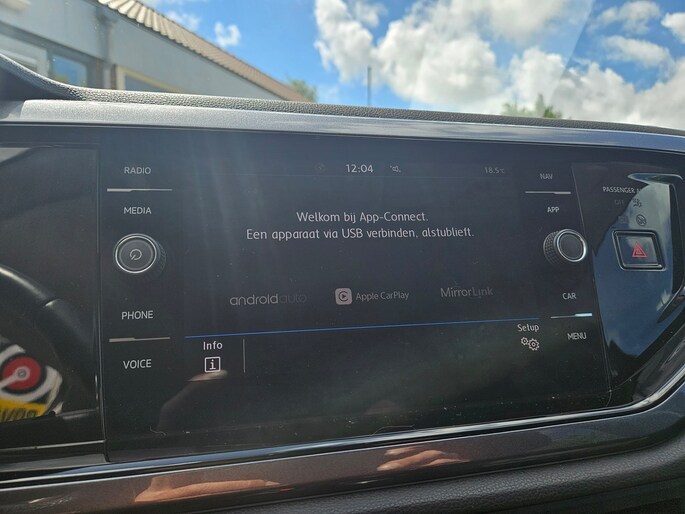 RADIO
12:04
18.5°C
NAV
MEDIA
APP
PASSENGER
Welkom bij App-Connect.
Een apparaat via USB verbinden, alstublieft.
androidauto
Apple CarPlay
MirrorLink
PHONE
CAR
Info
Setup
VOICE
MENU